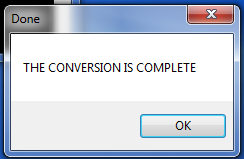 Done
THE CONVERSION IS COMPLETE
OK